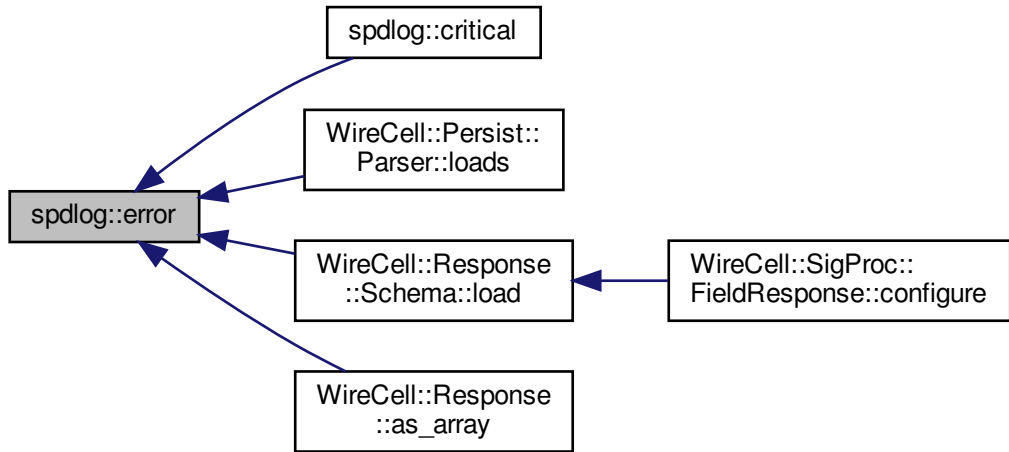 spdlog::critical
WireCell::Persist::
Parser::loads
spdlog::error
WireCell::Response
::Schema::load
WireCell::SigProc::
FieldResponse::configure
WireCell::Response
::as_array